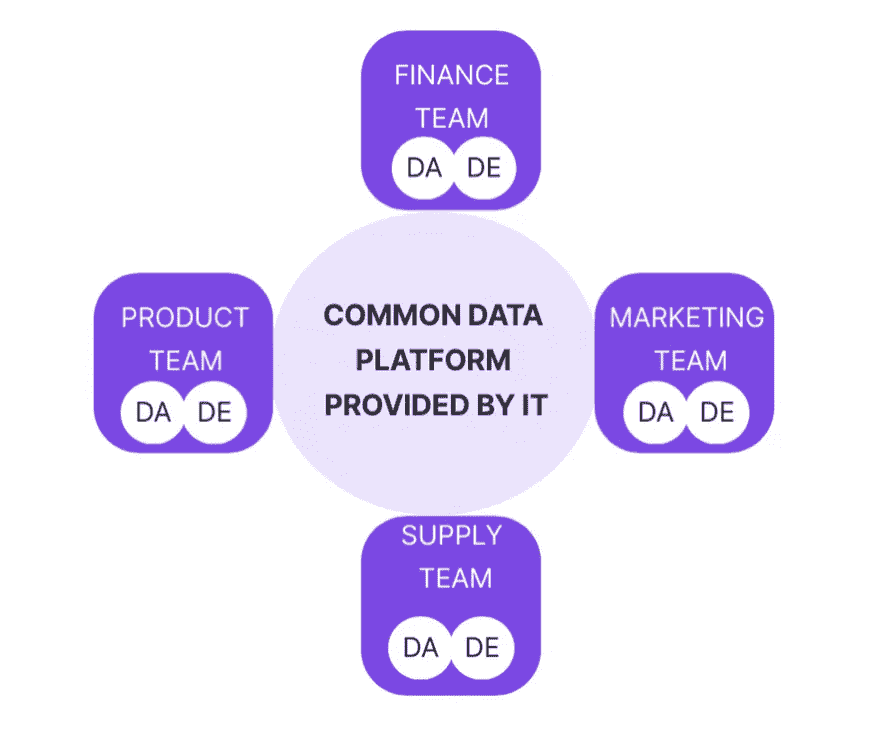 FINANCE
TEAM
DA DE
PRODUCT
TEAM
DA DE
COMMON DATA
PLATFORM
PROVIDED BY IT
MARKETING
TEAM
DA DE
SUPPLY
TEAM
DA DE